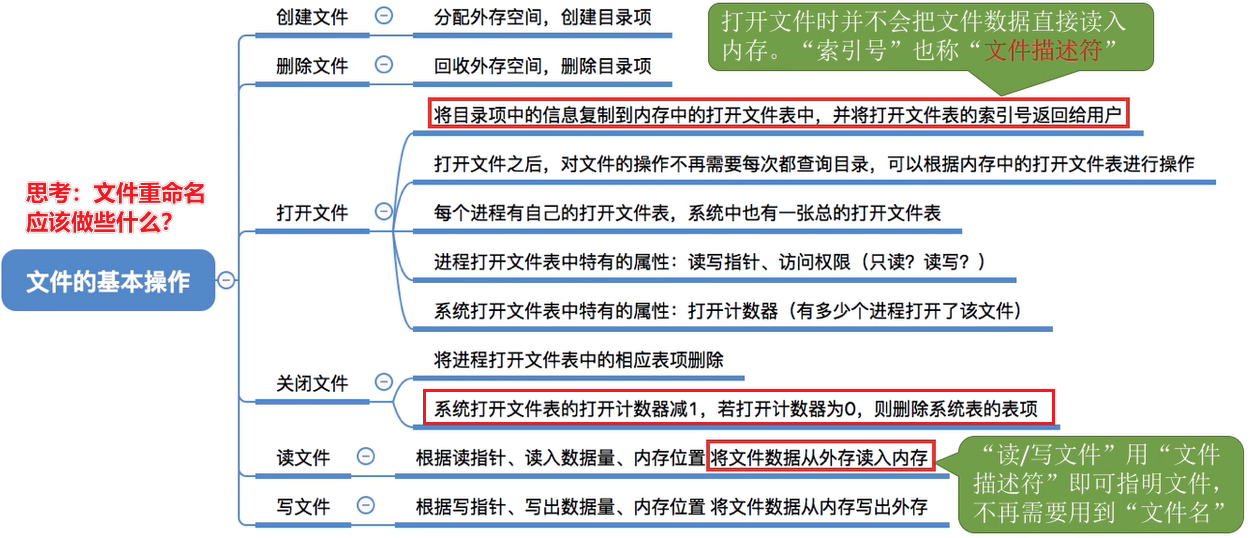 创建文件
分配外存空间，创建目录项
删除文件
回收外存空间，删除目录项
打开文件时并不会把文件数据直接读入
内存。“索引号”也称“文件描述符”
将目录项中的信息复制到内存中的打开文件表中，并将打开文件表的索引号返回给用户
打开文件之后，对文件的操作不再需要每次都查询目录，可以根据内存中的打开文件表进行操作
思考：文件重命名
应该做些什么？
打开文件
每个进程有自己的打开文件表，系统中也有一张总的打开文件表
文件的基本操作
进程打开文件表中特有的属性：读写指针、访问权限（只读？读写？）
系统打开文件表中特有的属性：打开计数器（有多少个进程打开了该文件）
关闭文件
将进程打开文件表中的相应表项删除
系统打开文件表的打开计数器减1，若打开计数器为0，则删除系统表的表项
读文件
根据读指针、读入数据量、内存位置 将文件数据从外存读入内存
“读/写文件”用“文件
描述符”即可指明文件，
不再需要用到“文件名”
写文件
根据写指针、写出数据量、内存位置 将文件数据从内存写出外存